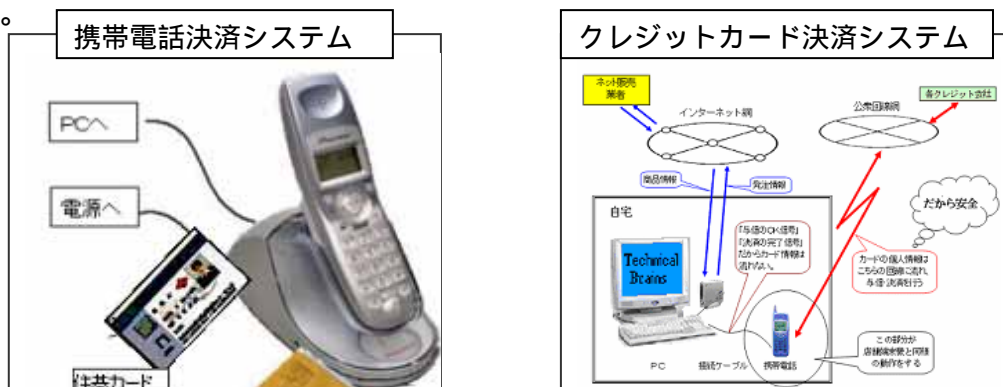 。
携帯電話決済システム
PCへ
電源へ
住基カード
クレジットカード決済システム
ネット販売
業者
インターネット網
公衆回線網
各クレジット会社
商品情報
発注情報
だから安全
自宅
「与信のOK信号」
「決済の完了信号」
だからカード情報は
流れない。
Technical
Brains
カードの個人情報は
こちらの回線に流れ、
与信・決済を行う
この部分が
店舗端末機と同様
の動作をする
PC
接続ケーブル
携帯電話